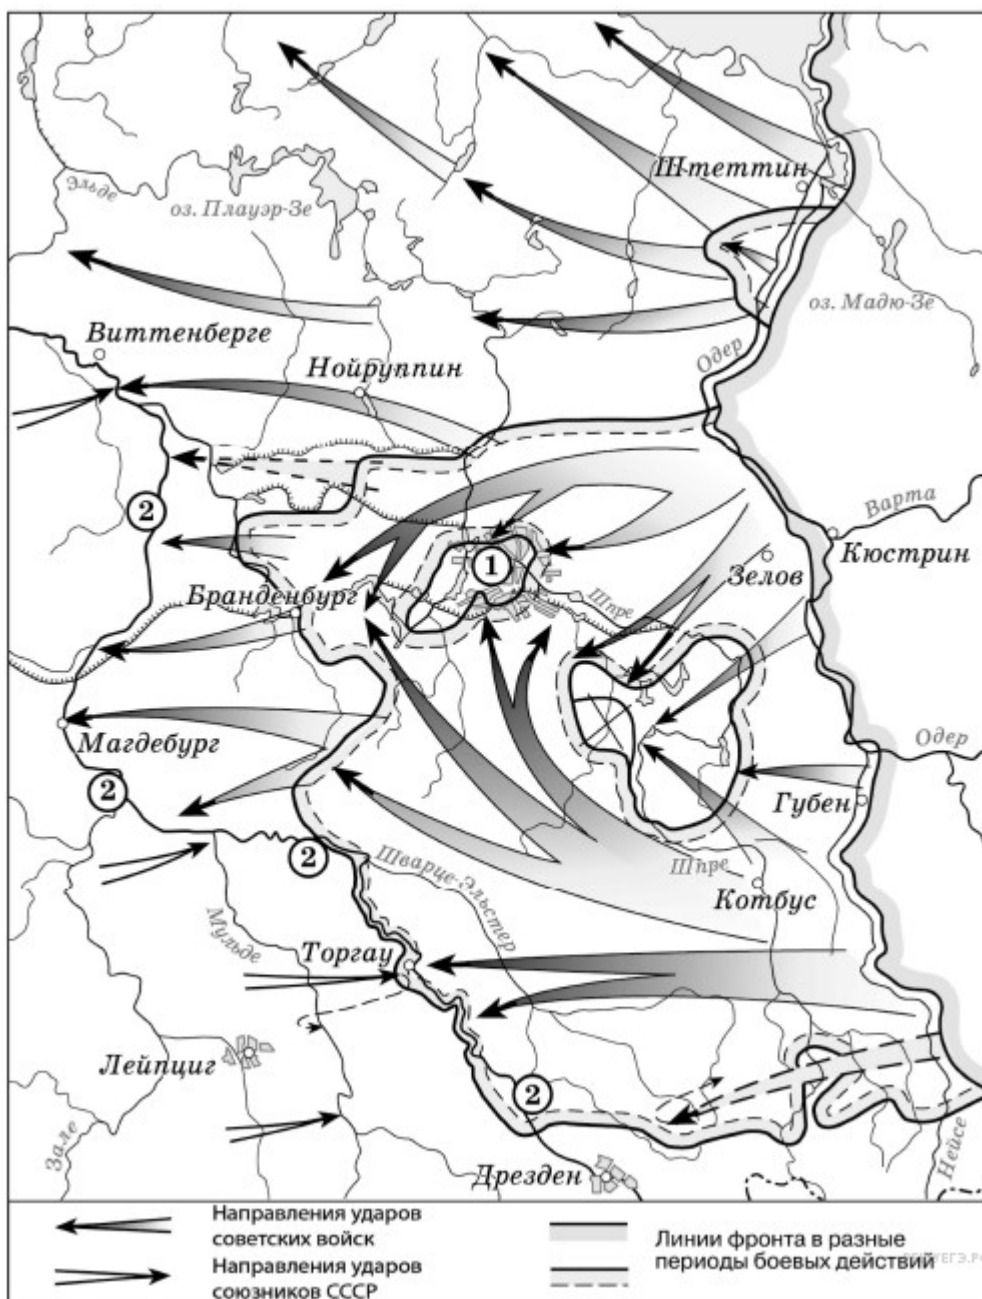 Штеттин
Эльде
оз. Плауэр-Зе
оз. Мадю-Зе
Виттенберге
Одер
Нойруппин
Варта
2
Кюстрин
1
Зелов
Бранденбург
Шпре
Магдебург
Одер
2
Губен
2
Шварце-Эльстер
Шпре
Котбус
Мульде
Торгау
Лейпциг
2
Зале
Нейсе
Дрезден
Направления ударов
советских войск
Направления ударов
союзников СССР
Линии фронта в разные
периоды боевых действий